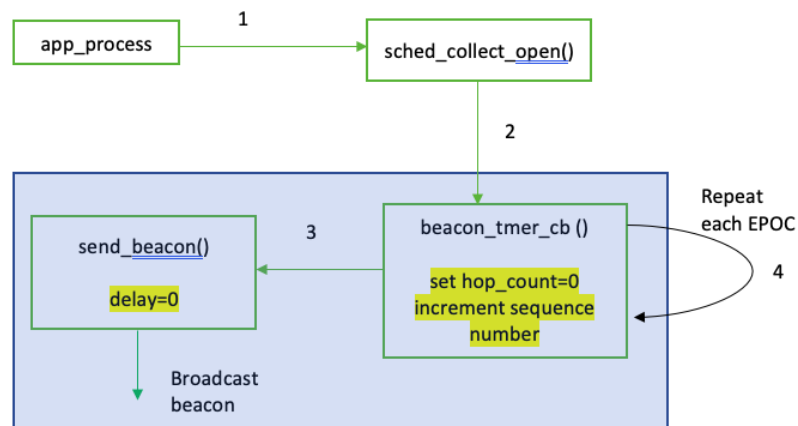 1
app_process
sched_collect_open()
2
Repeat
each EPOC
4
3
send_beacon()
delay=0
beacon_tmer_cb ()
set hop_count=0
increment sequence
number
Broadcast
beacon